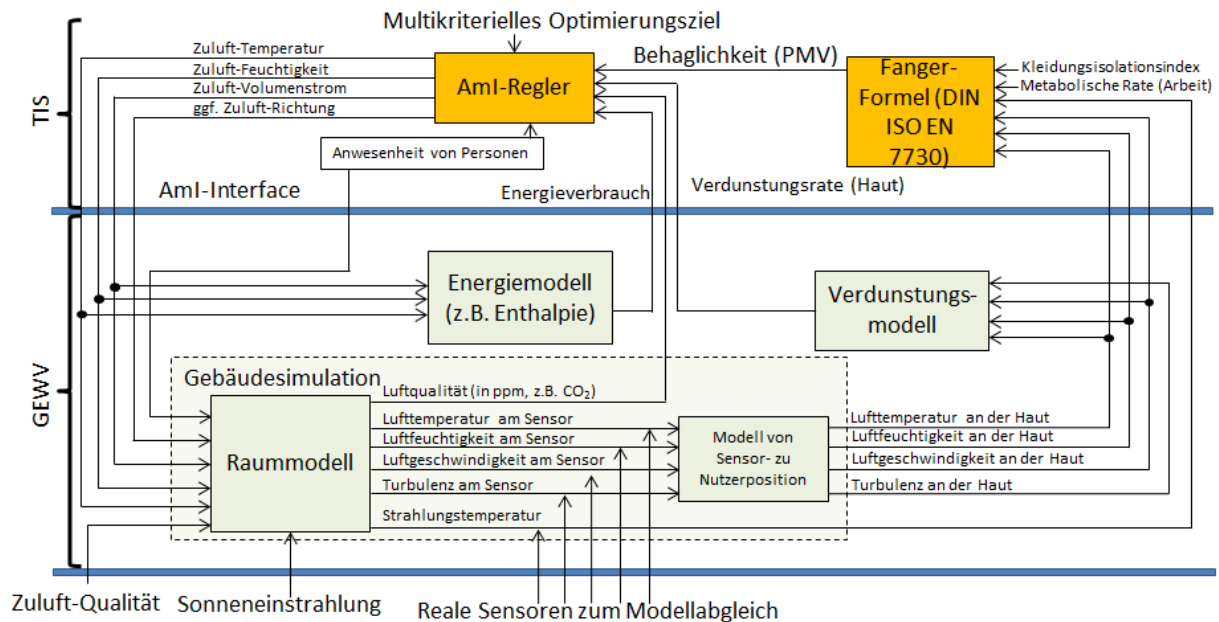 Multikriterielles Optimierungsziel
TIS
Zuluft-Temperatur
Zuluft-Feuchtigkeit
Zuluft-Volumenstrom
ggf. Zuluft-Richtung
AmI-Regler
Behaglichkeit (PMV)
Fanger-
Formel (DIN
ISO EN
7730)
Kleidungsisolationsindex
Metabolische Rate (Arbeit)
Anwesenheit von Personen
AmI-Interface
Energieverbrauch
Verdunstungsrate (Haut)
GEWV
Energiemodell
(z.B. Enthalpie)
Verdunstungs-
modell
Gebäudesimulation
Raummodell
Luftqualität (in ppm, z.B. CO₂)
Lufttemperatur am Sensor
Luftfeuchtigkeit am Sensor
Luftgeschwindigkeit am Sensor
Turbulenz am Sensor
Strahlungstemperatur
Modell von
Sensor- zu
Nutzerposition
Lufttemperatur an der Haut
Luftfeuchtigkeit an der Haut
Luftgeschwindigkeit an der Haut
Turbulenz an der Haut
Zuluft-Qualität
Sonneneinstrahlung
Reale Sensoren zum Modellabgleich